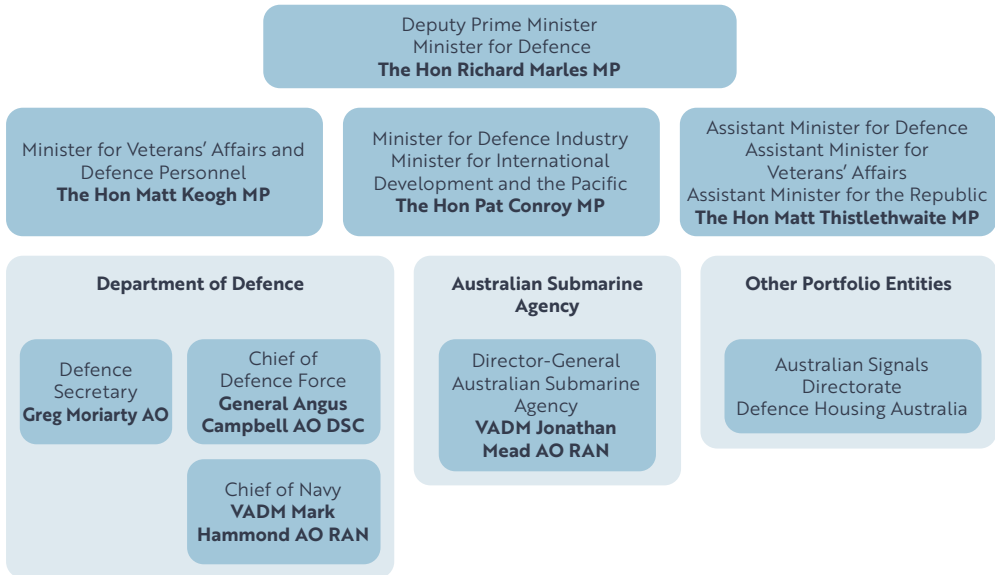 Deputy Prime Minister
Minister for Defence
The Hon Richard Marles MP
Minister for Veterans’ Affairs and
Defence Personnel
The Hon Matt Keogh MP
Minister for Defence Industry
Minister for International
Development and the Pacific
The Hon Pat Conroy MP
Assistant Minister for Defence
Assistant Minister for
Veterans’ Affairs
Assistant Minister for the Republic
The Hon Matt Thistlethwaite MP
Department of Defence
Defence
Secretary
Greg Moriarty AO
Chief of
Defence Force
General Angus
Campbell AO DSC
Chief of Navy
VADM Mark
Hammond AO RAN
Australian Submarine
Agency
Director-General
Australian Submarine
Agency
VADM Jonathan
Mead AO RAN
Other Portfolio Entities
Australian Signals
Directorate
Defence Housing Australia